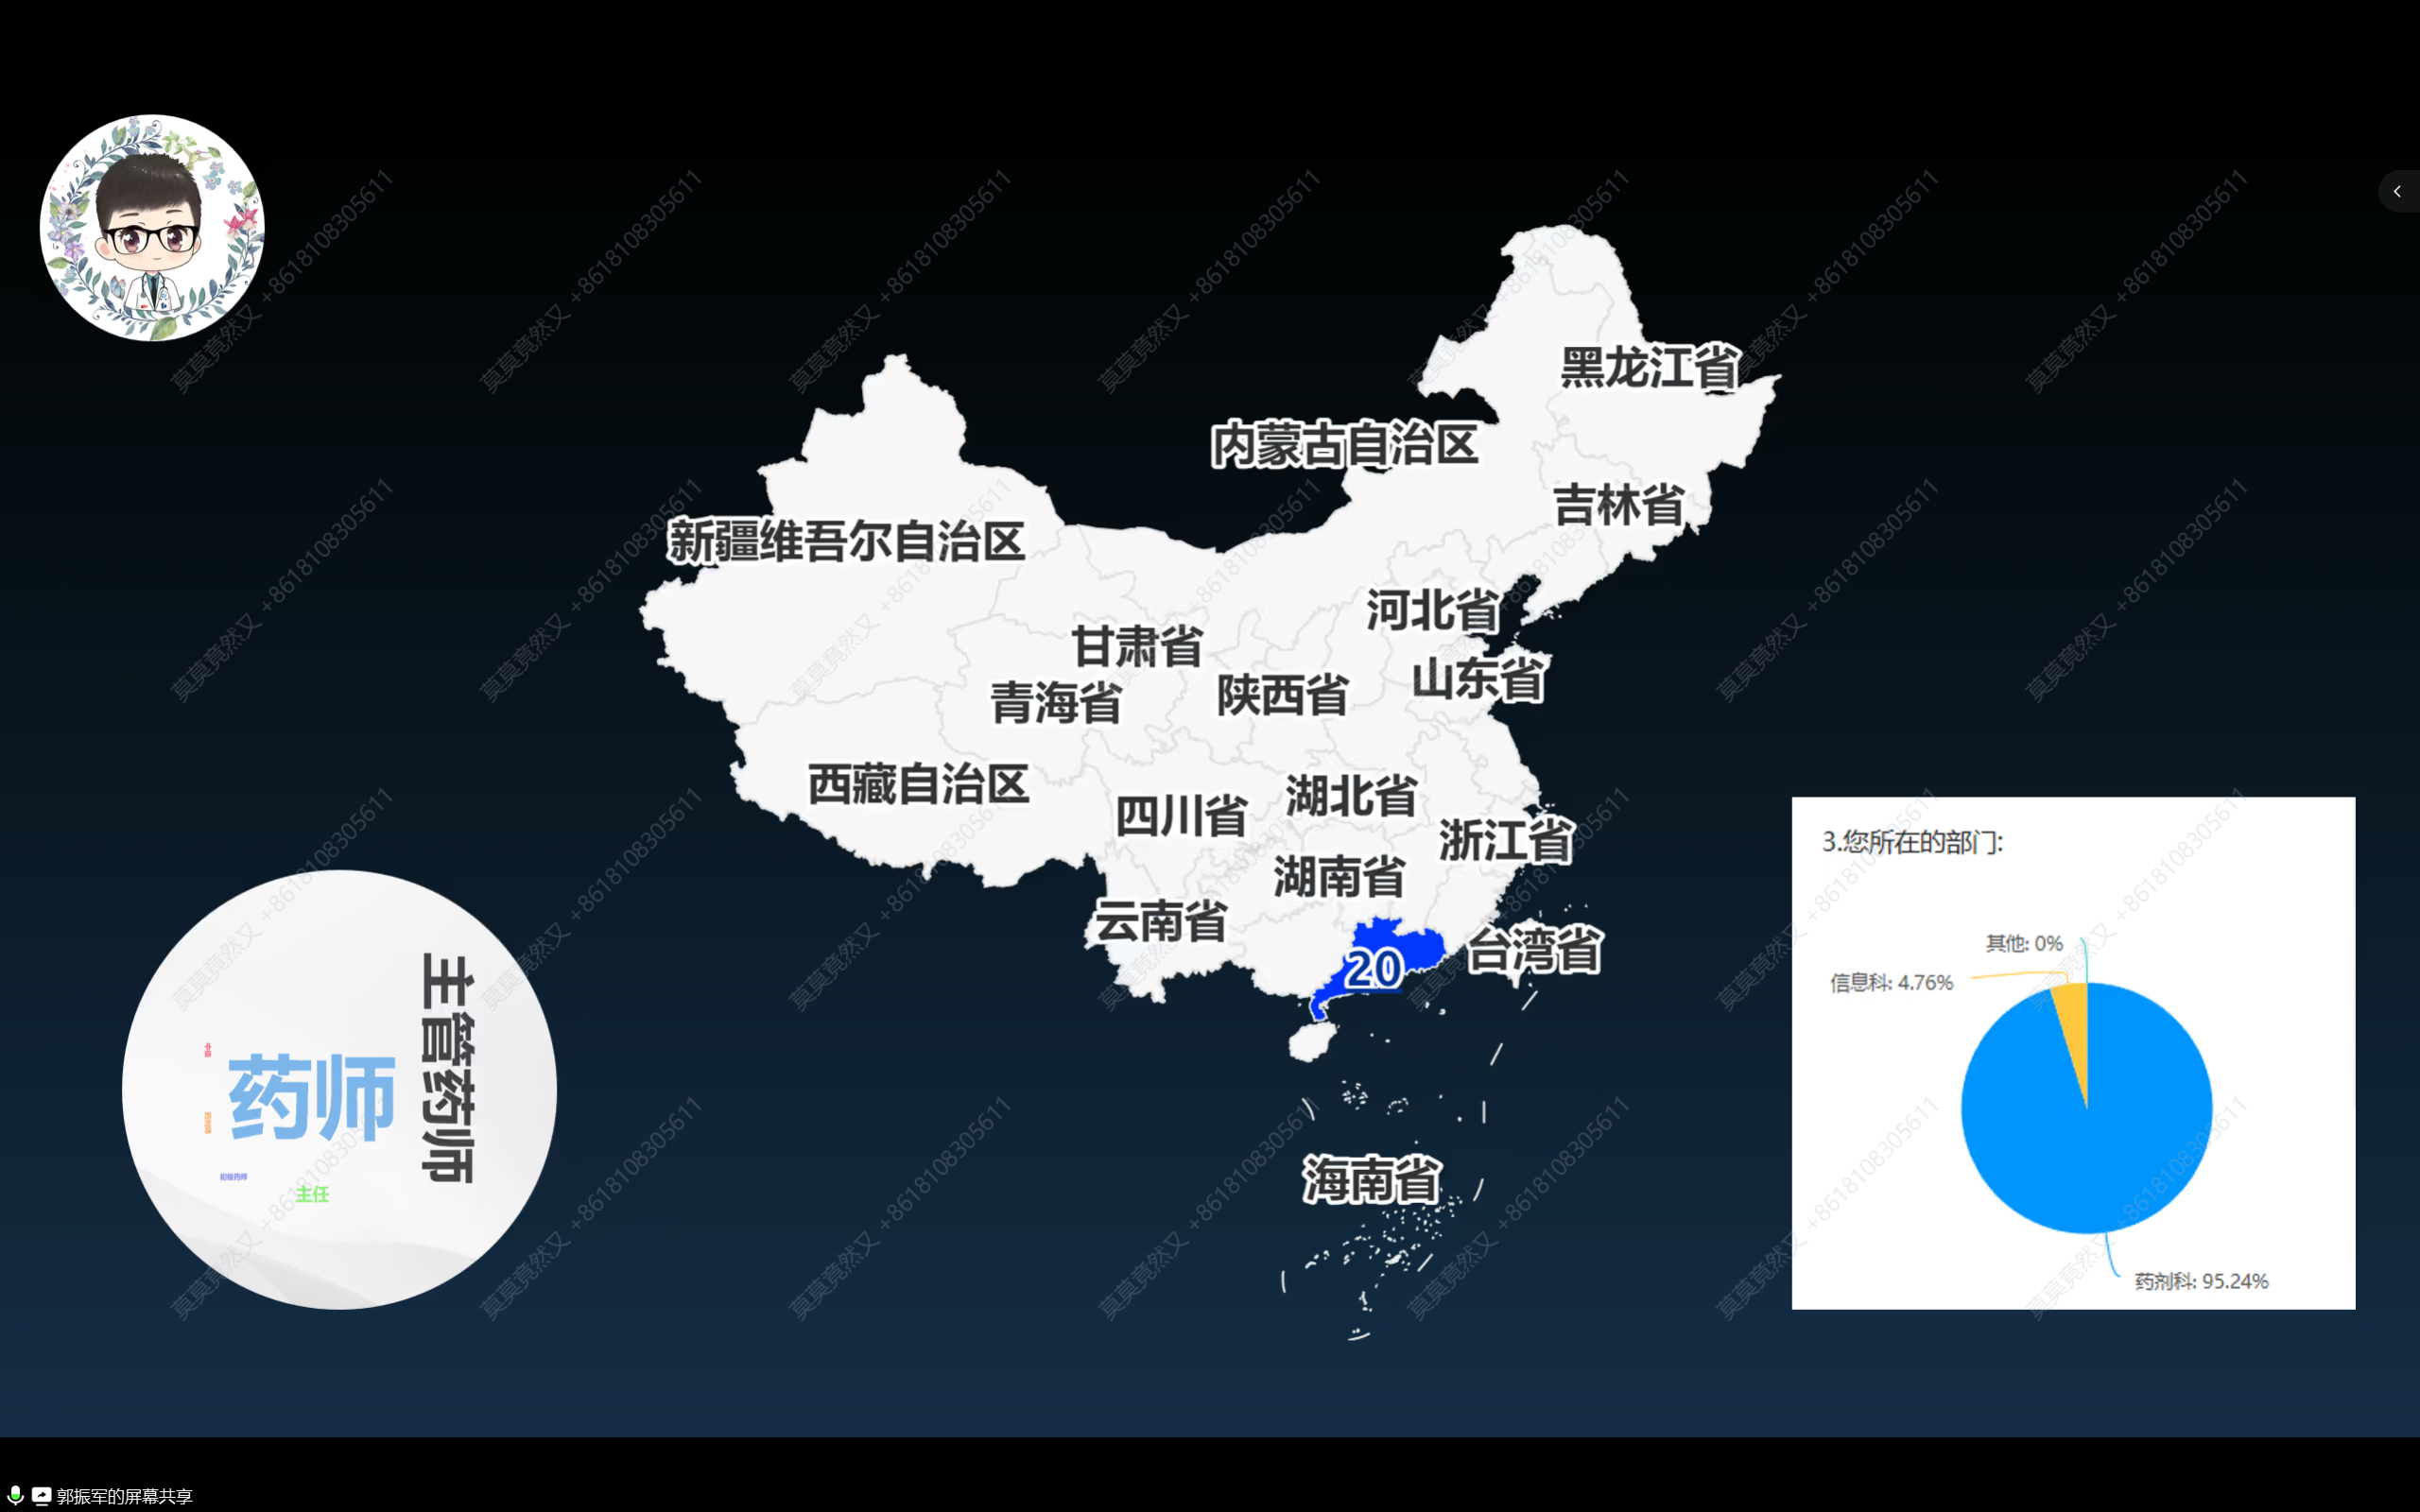 黑龙江省
内蒙古自治区
吉林省
新疆维吾尔自治区
河北省
甘肃省
山东省
青海省
陕西省
西藏自治区
四川省
湖北省
浙江省
湖南省
云南省
台湾省
20
海南省
主管药师
药师
初级药师
主任
3.您所在的部门:
其他: 0%
信息科: 4.76%
药剂科: 95.24%
莫莫竟然又 +8618108305611
郭振军的屏幕共享